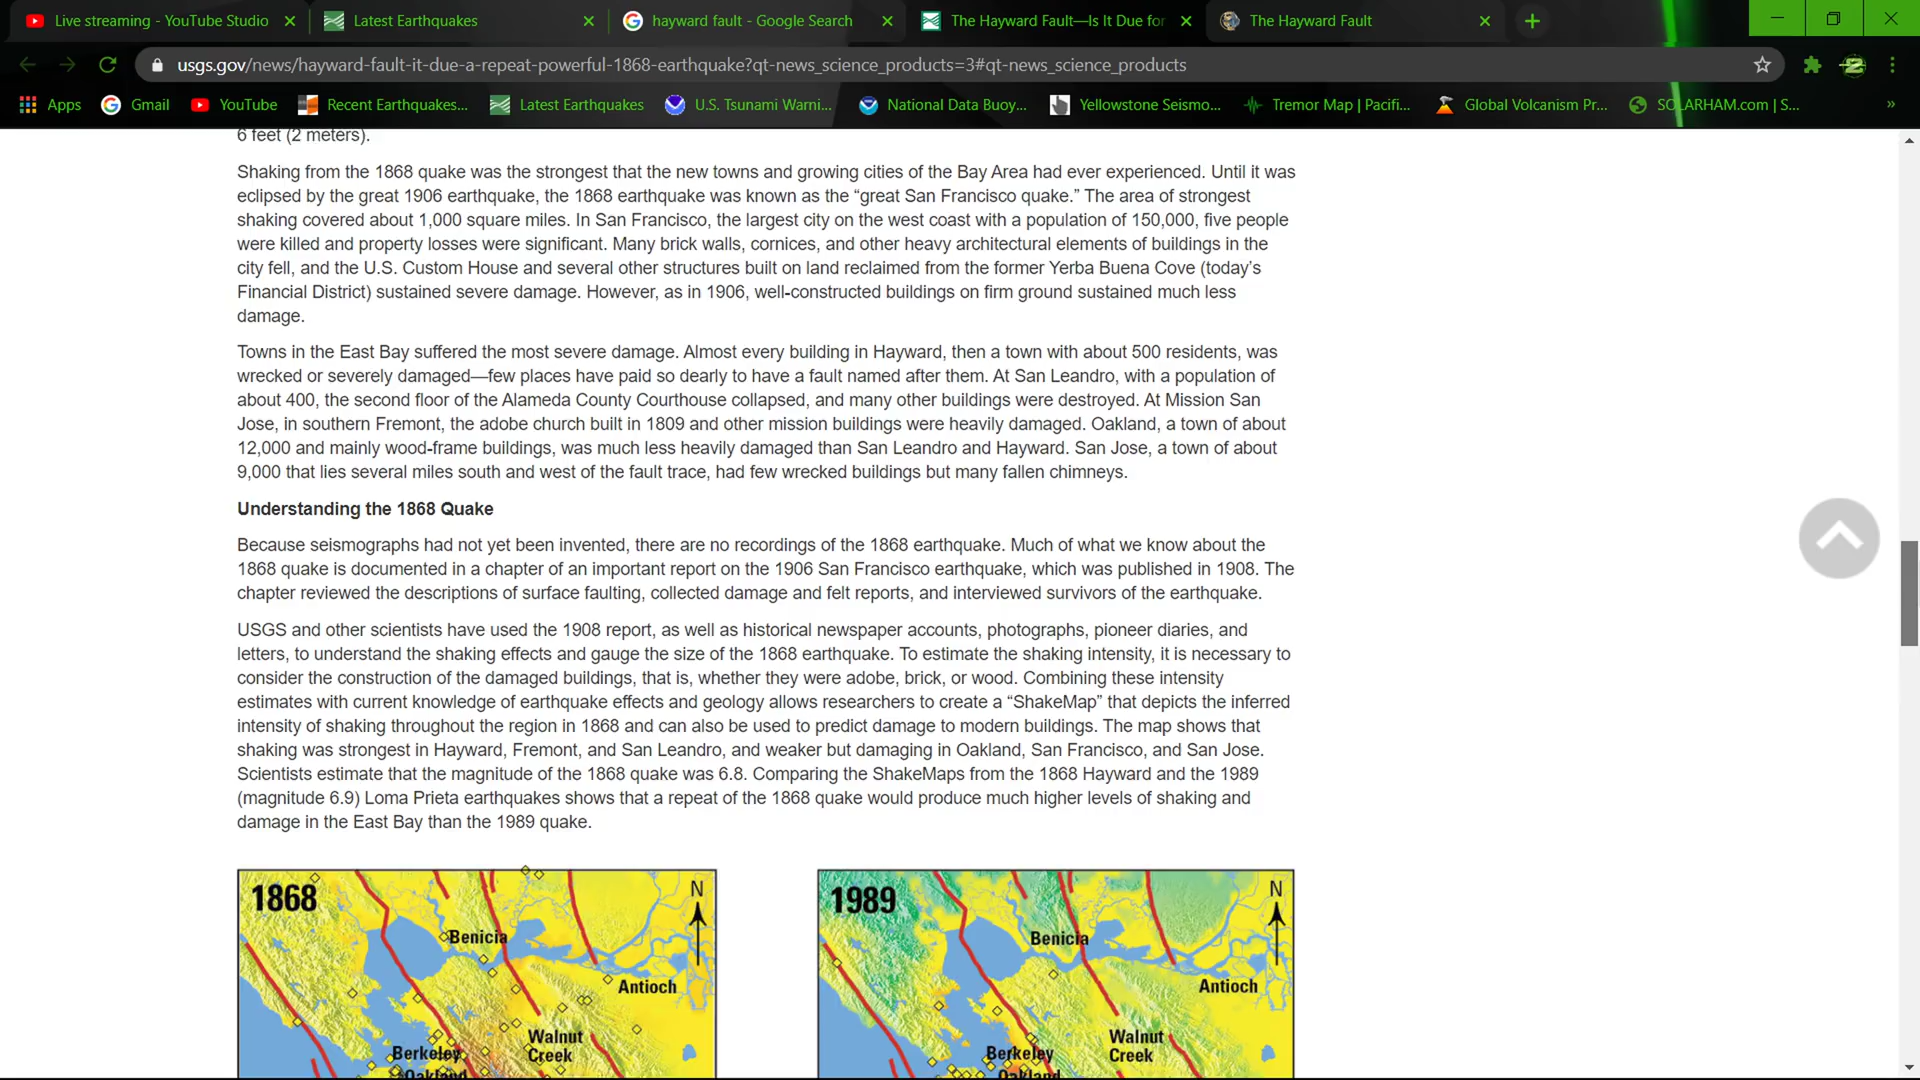 Live streaming - YouTube Studio
Latest Earthquakes
hayward fault - Google Search
The Hayward Fault—Is It Due for
The Hayward Fault
usgs.gov/news/hayward-fault-it-due-a-repeat-powerful-1868-earthquake?qt-news_science_products=3#qt-news_science_products
Apps
Gmail
YouTube
Recent Earthquakes...
Latest Earthquakes
U.S. Tsunami Warni...
National Data Buoy...
Yellowstone Seismo...
Tremor Map | Pacifi...
Global Volcanism Pr...
SOLARHAM.com | S...
»
6 feet (2 meters).
Shaking from the 1868 quake was the strongest that the new towns and growing cities of the Bay Area had ever experienced. Until it was
eclipsed by the great 1906 earthquake, the 1868 earthquake was known as the “great San Francisco quake.” The area of strongest
shaking covered about 1,000 square miles. In San Francisco, the largest city on the west coast with a population of 150,000, five people
were killed and property losses were significant. Many brick walls, cornices, and other heavy architectural elements of buildings in the
city fell, and the U.S. Custom House and several other structures built on land reclaimed from the former Yerba Buena Cove (today’s
Financial District) sustained severe damage. However, as in 1906, well-constructed buildings on firm ground sustained much less
damage.
Towns in the East Bay suffered the most severe damage. Almost every building in Hayward, then a town with about 500 residents, was
wrecked or severely damaged—few places have paid so dearly to have a fault named after them. At San Leandro, with a population of
about 400, the second floor of the Alameda County Courthouse collapsed, and many other buildings were destroyed. At Mission San
Jose, in southern Fremont, the adobe church built in 1809 and other mission buildings were heavily damaged. Oakland, a town of about
12,000 and mainly wood-frame buildings, was much less heavily damaged than San Leandro and Hayward. San Jose, a town of about
9,000 that lies several miles south and west of the fault trace, had few wrecked buildings but many fallen chimneys.
Understanding the 1868 Quake
Because seismographs had not yet been invented, there are no recordings of the 1868 earthquake. Much of what we know about the
1868 quake is documented in a chapter of an important report on the 1906 San Francisco earthquake, which was published in 1908. The
chapter reviewed the descriptions of surface faulting, collected damage and felt reports, and interviewed survivors of the earthquake.
USGS and other scientists have used the 1908 report, as well as historical newspaper accounts, photographs, pioneer diaries, and
letters, to understand the shaking effects and gauge the size of the 1868 earthquake. To estimate the shaking intensity, it is necessary to
consider the construction of the damaged buildings, that is, whether they were adobe, brick, or wood. Combining these intensity
estimates with current knowledge of earthquake effects and geology allows researchers to create a “ShakeMap” that depicts the inferred
intensity of shaking throughout the region in 1868 and can also be used to predict damage to modern buildings. The map shows that
shaking was strongest in Hayward, Fremont, and San Leandro, and weaker but damaging in Oakland, San Francisco, and San Jose.
Scientists estimate that the magnitude of the 1868 quake was 6.8. Comparing the ShakeMaps from the 1868 Hayward and the 1989
(magnitude 6.9) Loma Prieta earthquakes shows that a repeat of the 1868 quake would produce much higher levels of shaking and
damage in the East Bay than the 1989 quake.
1868
N
Benicia
Antioch
Walnut
Creek
Berkeley
Oakland
1989
N
Benicia
Antioch
Walnut
Creek
Berkeley
Oakland